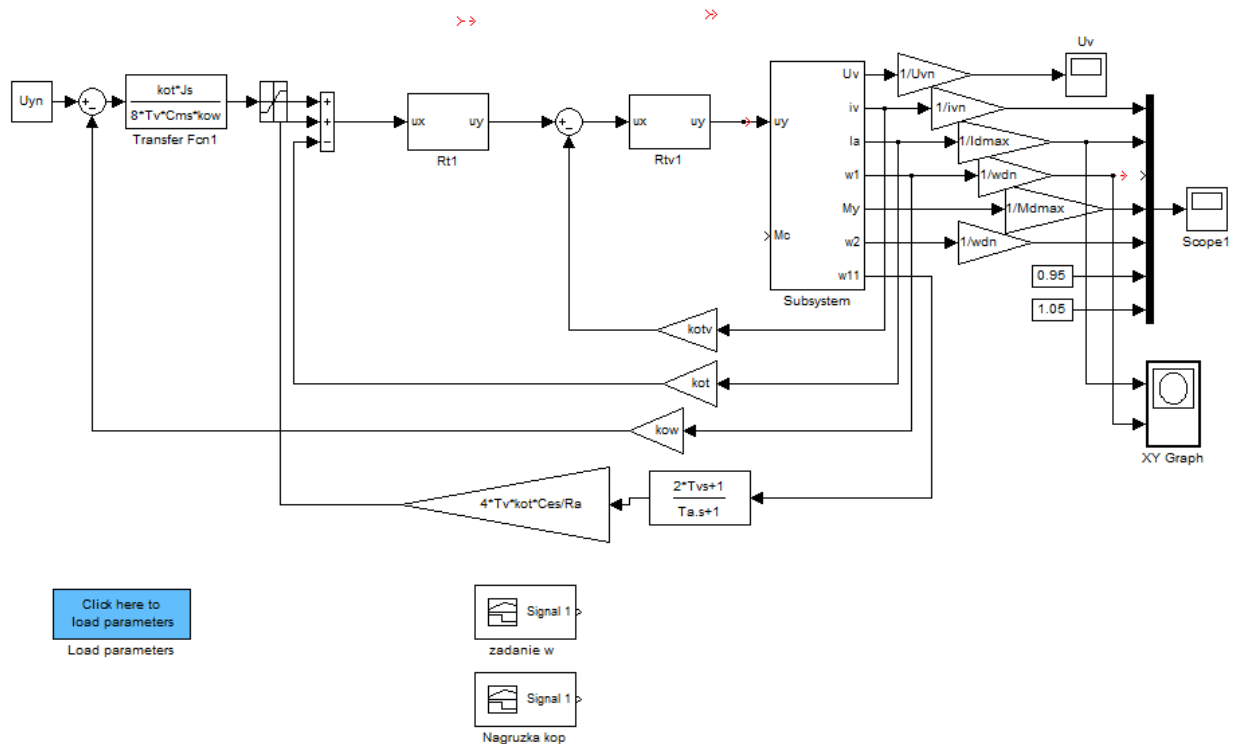 Uv
Uyn
+
−
kot*Js
8*Tv*Cms*kow
Transfer Fcn1
+
+
−
ux uy
Rt1
+
−
ux uy
Rtv1
uy
Mc
Uv
iv
Ia
w1
My
w2
w11
Subsystem
1/Uvn
1/ivn
1/Idmax
1/wdn
1/Mdmax
1/wdn
0.95
1.05
Scope1
kotv
kot
kow
XY Graph
4*Tv*kot*Ces/Ra
2*Tvs+1
Ta.s+1
Click here to
load parameters
Load parameters
Signal 1
zadanie w
Signal 1
Nagruzka kop